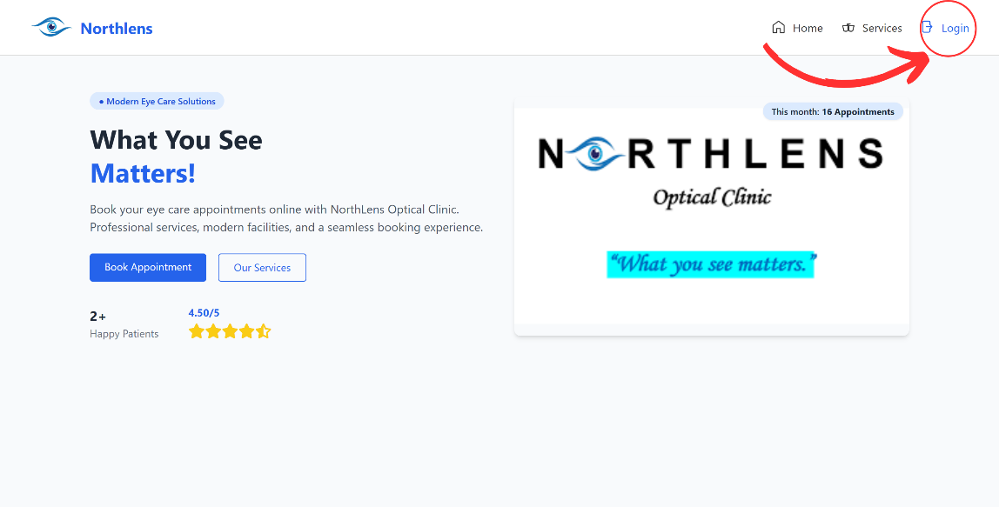 Northlens
Home
Services
Login
• Modern Eye Care Solutions
What You See
Matters!
Book your eye care appointments online with NorthLens Optical Clinic.
Professional services, modern facilities, and a seamless booking experience.
Book Appointment
Our Services
2+
Happy Patients
4.50/5
This month: 16 Appointments
NORTHLENS
Optical Clinic
“What you see matters.”